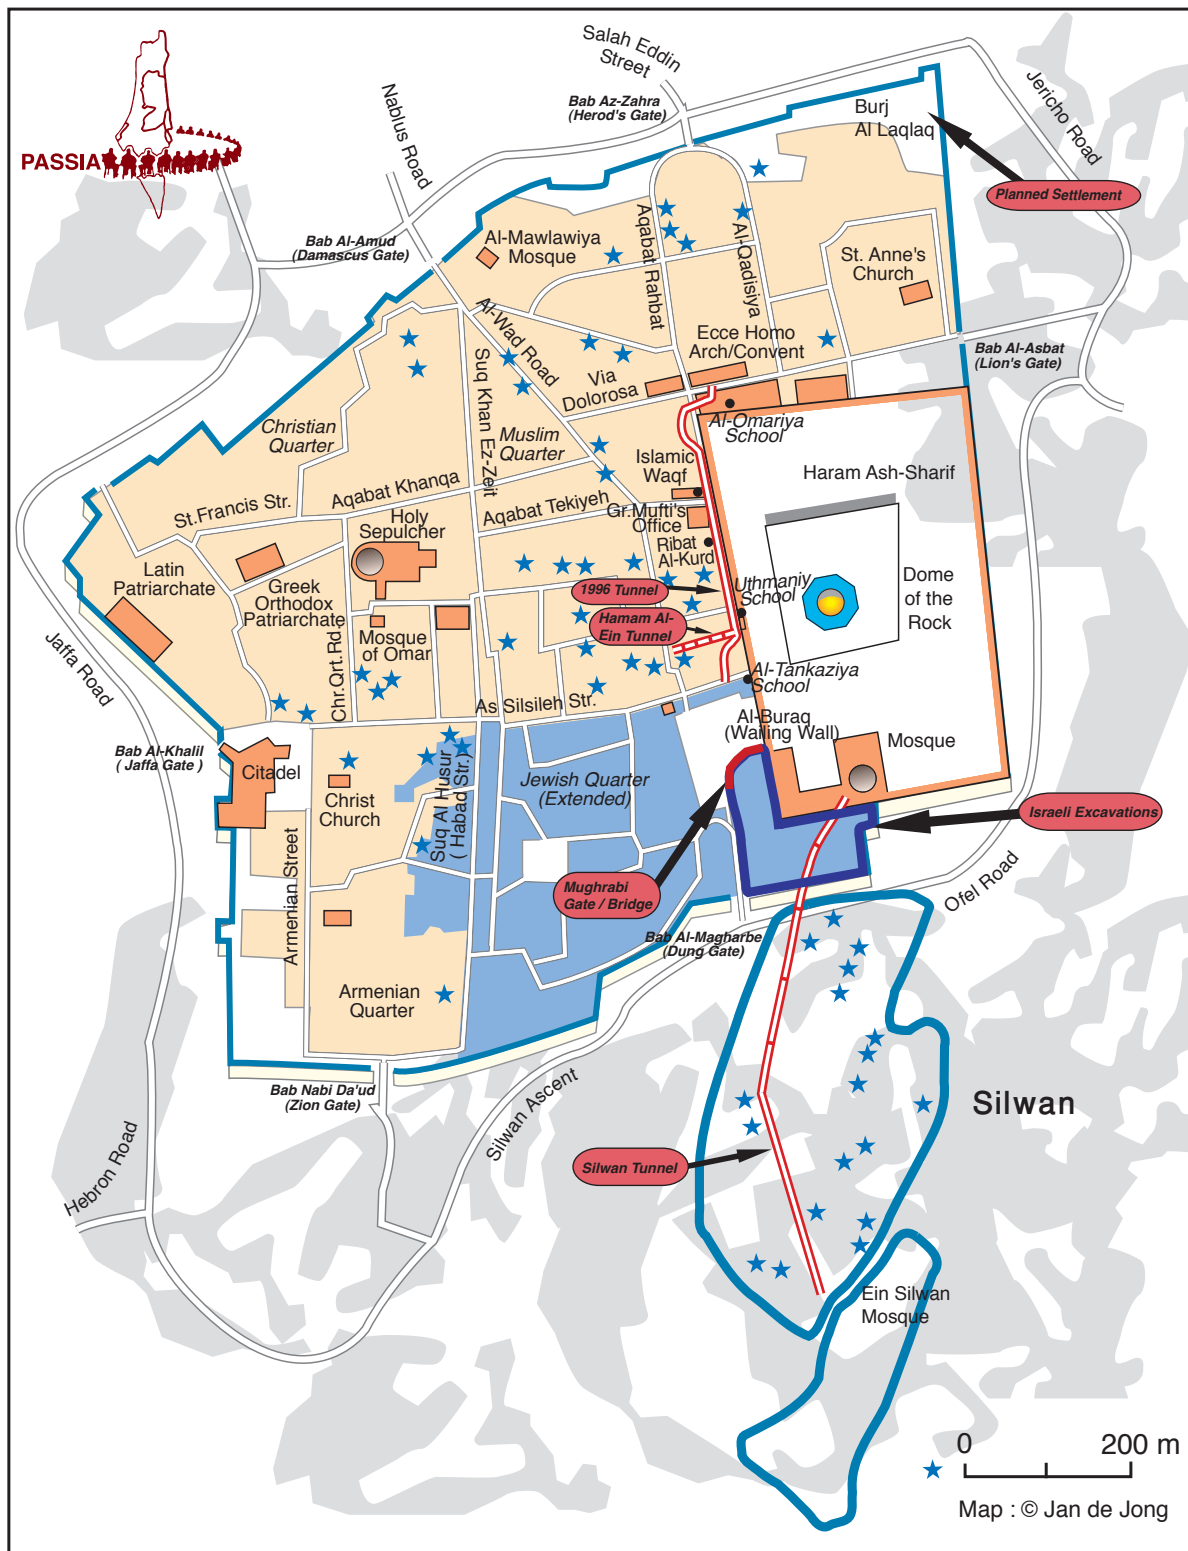 PASSIA
Salah Eddin
Street
Nablus Road
Bab Az-Zahra
(Herod's Gate)
Burj
Al Laqlaq
Jericho Road
Planned Settlement
Bab Al-Amud
(Damascus Gate)
Al-Mawlawiya
Mosque
Aqabat Rahbat
Al-Qadisiya
St. Anne's
Church
Al-Wad Road
Suq Khan Ez-Zeit
Ecce Homo
Arch/Convent
Bab Al-Asbat
(Lion's Gate)
Via
Dolorosa
Christian
Quarter
Muslim
Quarter
Al-Omariya
School
Islamic
Waqf
Haram Ash-Sharif
St.Francis Str.
Aqabat Khanqa
Aqabat Tekiyeh
Gr.Mufti's
Office
Holy
Sepulcher
Ribat
Al-Kurd
Latin
Patriarchate
Greek
Orthodox
Patriarchate
1996 Tunnel
Uthmaniy
School
Dome
of the
Rock
Hamam Al-
Ein Tunnel
Mosque
of Omar
Chr.Qrt.Rd
Jaffa Road
Al-Tankaziya
School
As Silsileh Str.
Al-Buraq
(Wailing Wall)
Mosque
Bab Al-Khalil
( Jaffa Gate )
Citadel
Christ
Church
Suq Al Husur
( Habad Str.)
Jewish Quarter
(Extended)
Israeli Excavations
Armenian Street
Mughrabi
Gate / Bridge
Ofel Road
Bab Al-Magharbe
(Dung Gate)
Armenian
Quarter
Bab Nabi Da'ud
(Zion Gate)
Silwan Ascent
Silwan
Hebron Road
Silwan Tunnel
Ein Silwan
Mosque
0 200 m
Map : © Jan de Jong